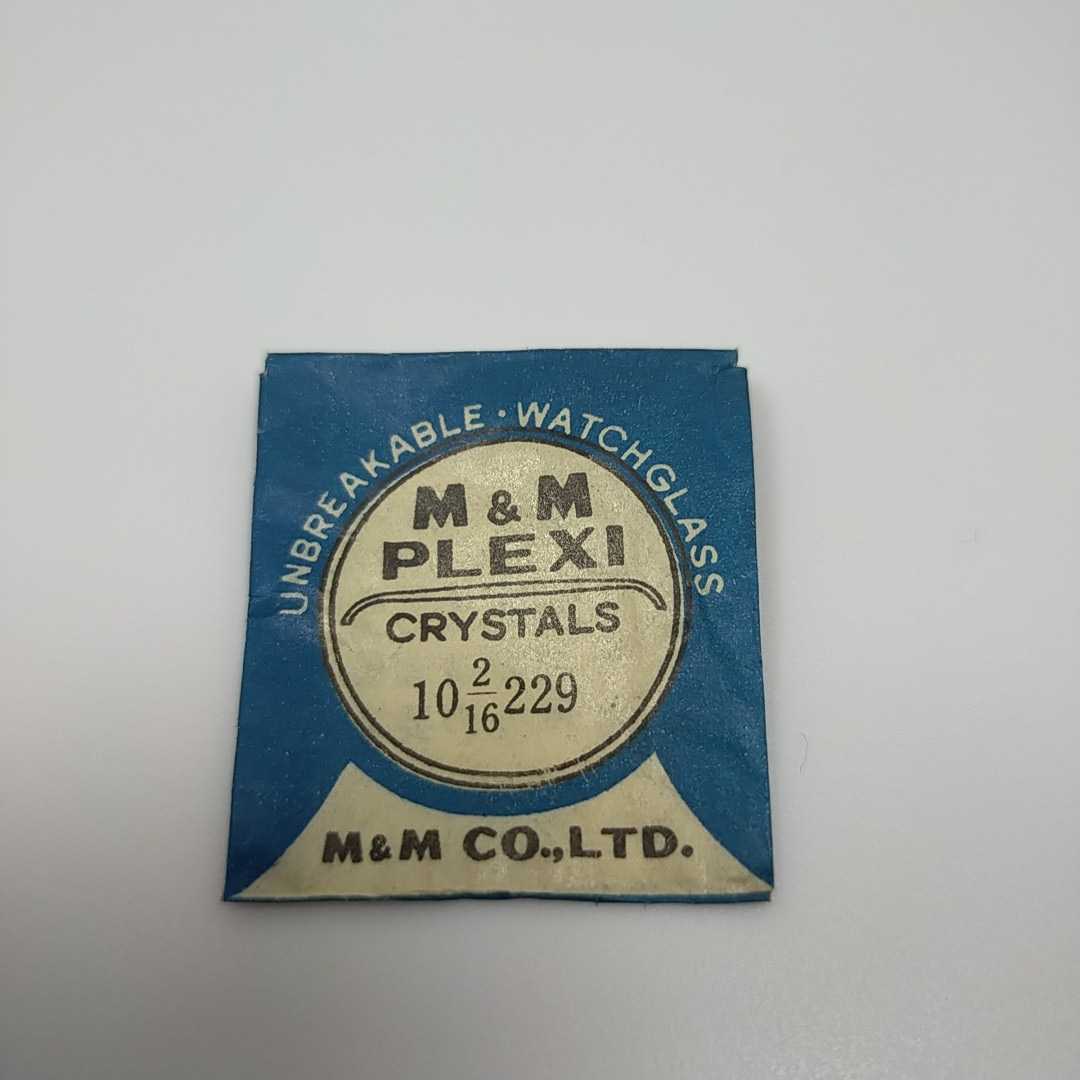 UNBREAKABLE · WATCHGLASS
M & M
PLEXI
CRYSTALS
10 2/16 229
M & M CO., LTD.